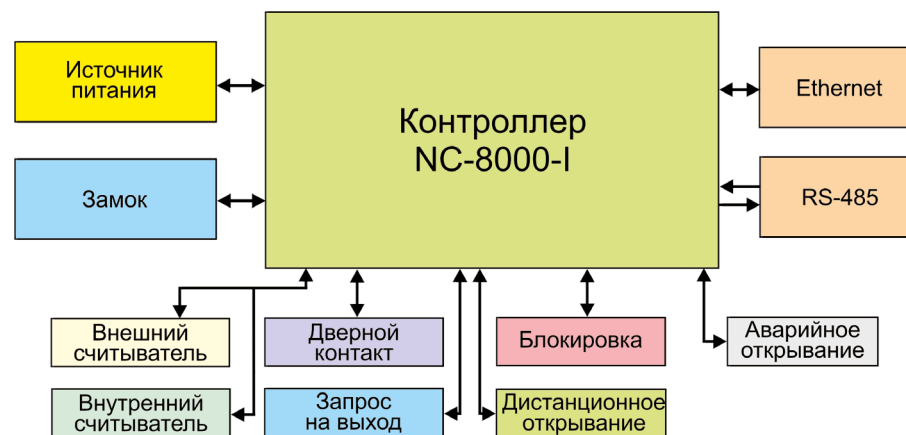 Источник
питания
Контроллер
NC-8000-I
Ethernet
Замок
RS-485
Внешний
считыватель
Дверной
контакт
Блокировка
Аварийное
открывание
Внутренний
считыватель
Запрос
на выход
Дистанционное
открывание